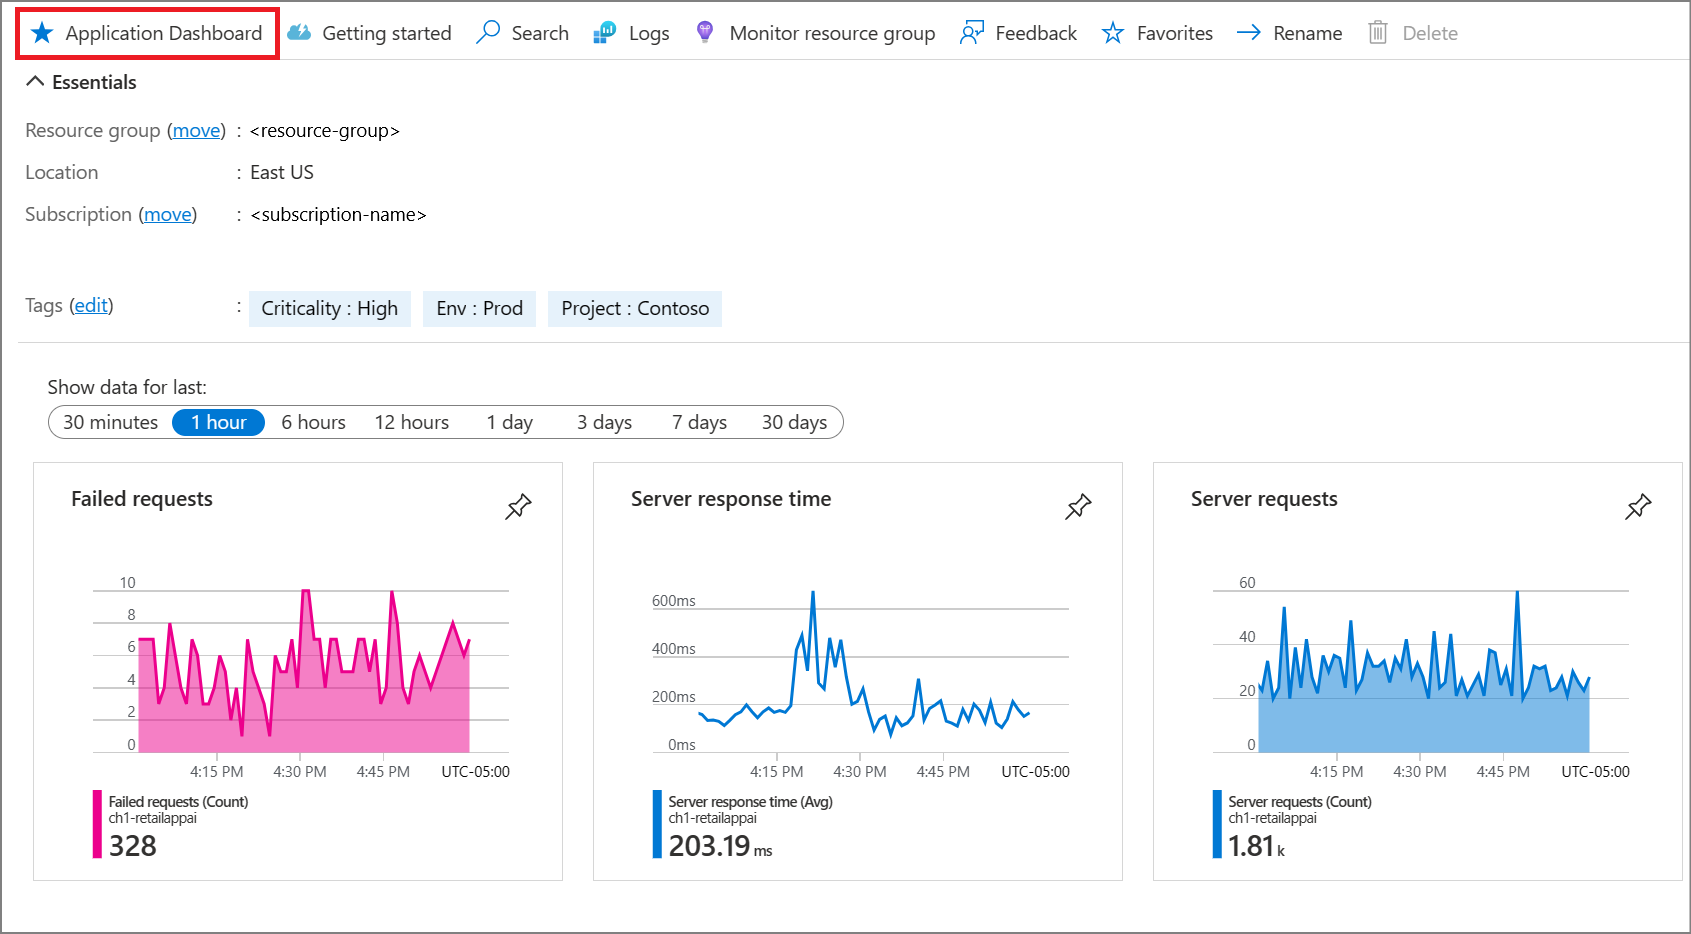 Application Dashboard Getting started Search Logs Monitor resource group Feedback Favorites Rename Delete
Essentials
Resource group (move) : <resource-group>
Location : East US
Subscription (move) : <subscription-name>
Tags (edit) : Criticality : High Env : Prod Project : Contoso
Show data for last:
30 minutes 1 hour 6 hours 12 hours 1 day 3 days 7 days 30 days
Failed requests
10
8
6
4
2
0
4:15 PM 4:30 PM 4:45 PM UTC-05:00
Failed requests (Count)
ch1-retailappai
328
Server response time
600ms
400ms
200ms
0ms
4:15 PM 4:30 PM 4:45 PM UTC-05:00
Server response time (Avg)
ch1-retailappai
203.19 ms
Server requests
60
40
20
0
4:15 PM 4:30 PM 4:45 PM UTC-05:00
Server requests (Count)
ch1-retailappai
1.81 k